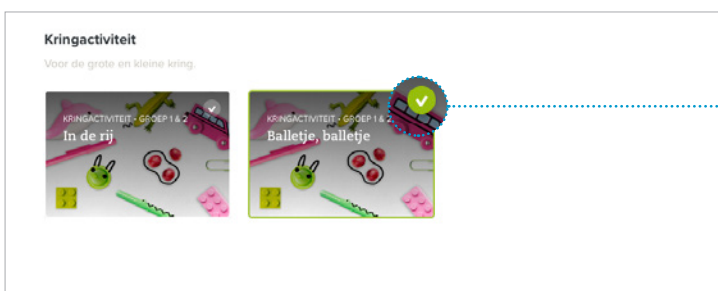 Kringactiviteit
Voor de grote en kleine kring.
KRINGACTIVITEIT • GROEP 1 & 2
In de rij
KRINGACTIVITEIT • GROEP 1 & 2
Balletje, balletje